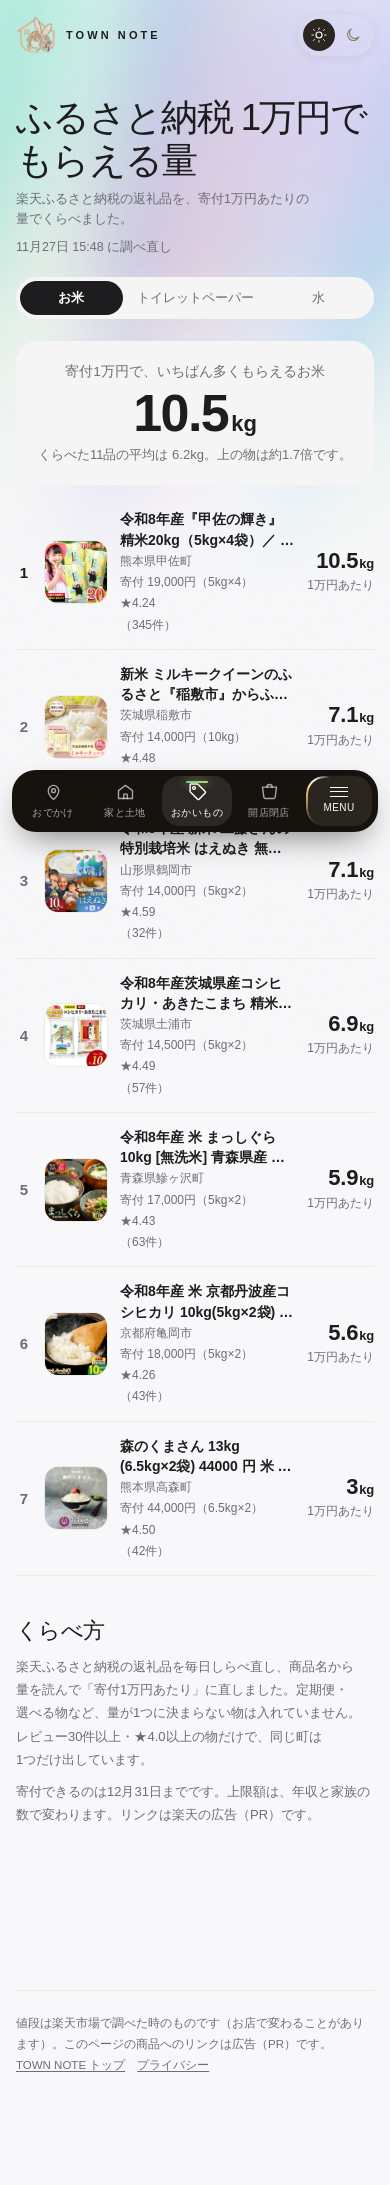 TOWN NOTE
ふるさと納税 1万円で
もらえる量
楽天ふるさと納税の返礼品を、寄付1万円あたりの
量でくらべました。
11月27日 15:48 に調べ直し
お米
トイレットペーパー
水
寄付1万円で、いちばん多くもらえるお米
10.5kg
くらべた11品の平均は 6.2kg。上の物は約1.7倍です。
1
令和8年産『甲佐の輝き』
精米20kg（5kg×4袋）／ …
熊本県甲佐町
寄付 19,000円（5kg×4）
★4.24
（345件）
10.5kg
1万円あたり
2
新米 ミルキークイーンのふ
るさと『稲敷市』からふ…
茨城県稲敷市
寄付 14,000円（10kg）
★4.48
7.1kg
1万円あたり
おでかけ
家と土地
おかいもの
開店閉店
MENU
3
特別栽培米 はえぬき 無…
山形県鶴岡市
寄付 14,000円（5kg×2）
★4.59
（32件）
7.1kg
1万円あたり
4
令和8年産茨城県産コシヒ
カリ・あきたこまち 精米…
茨城県土浦市
寄付 14,500円（5kg×2）
★4.49
（57件）
6.9kg
1万円あたり
5
令和8年産 米 まっしぐら
10kg [無洗米] 青森県産 …
青森県鰺ヶ沢町
寄付 17,000円（5kg×2）
★4.43
（63件）
5.9kg
1万円あたり
6
令和8年産 米 京都丹波産コ
シヒカリ 10kg(5kg×2袋) …
京都府亀岡市
寄付 18,000円（5kg×2）
★4.26
（43件）
5.6kg
1万円あたり
7
森のくまさん 13kg
(6.5kg×2袋) 44000 円 米 …
熊本県高森町
寄付 44,000円（6.5kg×2）
★4.50
（42件）
3kg
1万円あたり
くらべ方
楽天ふるさと納税の返礼品を毎日しらべ直し、商品名から
量を読んで「寄付1万円あたり」に直しました。定期便・
選べる物など、量が1つに決まらない物は入れていません。
レビュー30件以上・★4.0以上の物だけで、同じ町は
1つだけ出しています。
寄付できるのは12月31日までです。上限額は、年収と家族の
数で変わります。リンクは楽天の広告（PR）です。
値段は楽天市場で調べた時のものです（お店で変わることがあり
ます）。このページの商品へのリンクは広告（PR）です。
TOWN NOTE トップ プライバシー